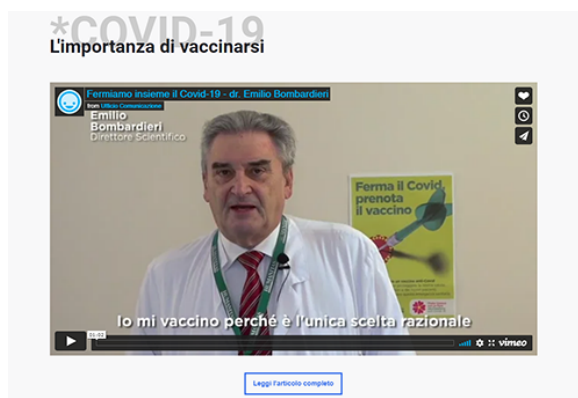 *COVID-19
L'importanza di vaccinarsi
Fermiamo insieme il Covid-19 - dr. Emilio Bombardieri
from Ufficio Comunicazione
Emilio
Bombardieri
Direttore Scientifico
Ferma il Covid,
prenota
il vaccino
Io mi vaccino perché è l'unica scelta razionale
01:02
vimeo
Leggi l'articolo completo